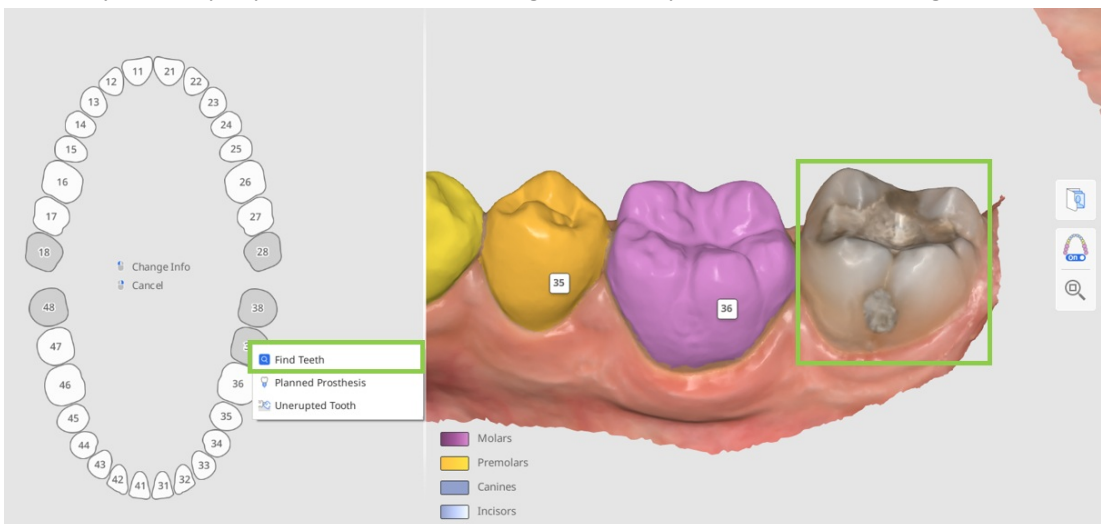 11 21
12 22
13 23
14 24
15 25
16 26
17 27
18 28
Change Info
Cancel
48 38
47
46 36
45 35
44 34
43 33
42 41 31 32
Find Teeth
Planned Prosthesis
Unerupted Tooth
35
36
Molars
Premolars
Canines
Incisors
ON